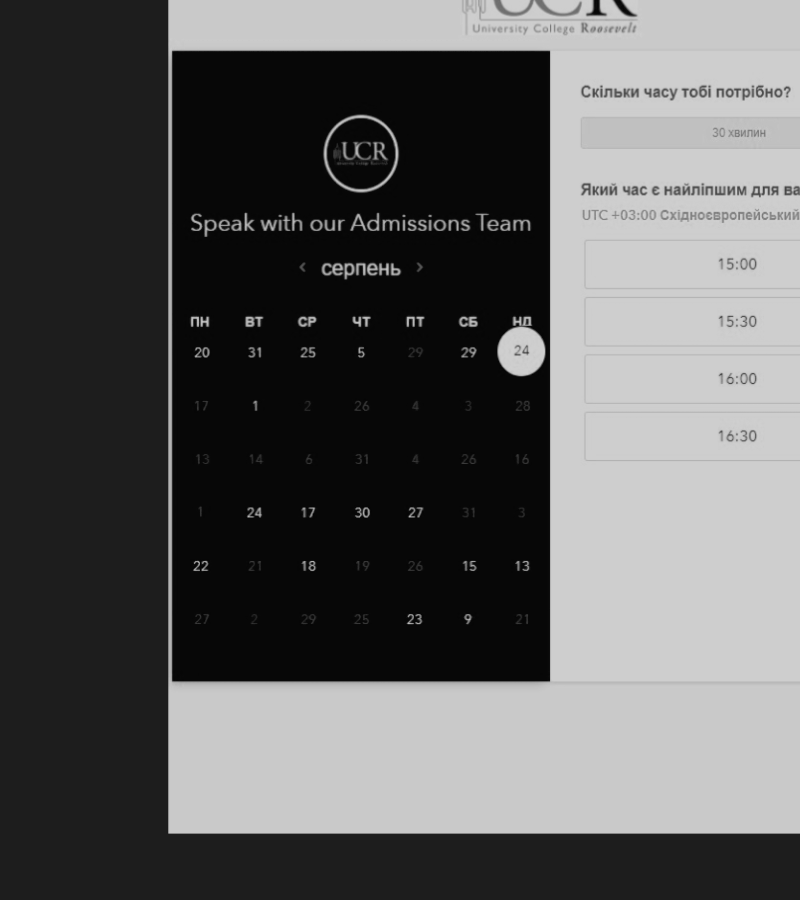 UCR
University College Roosevelt
UCR
Speak with our Admissions Team
‹ серпень ›
ПН ВТ СР ЧТ ПТ СБ НД
20 31 25 5 29 29 24
17 1 2 26 4 3 28
13 14 6 31 4 26 16
1 24 17 30 27 31 3
22 21 18 19 26 15 13
27 2 29 25 23 9 21
Скільки часу тобі потрібно?
30 хвилин
Який час є найліпшим для ва
UTC +03:00 Східноєвропейський
15:00
15:30
16:00
16:30